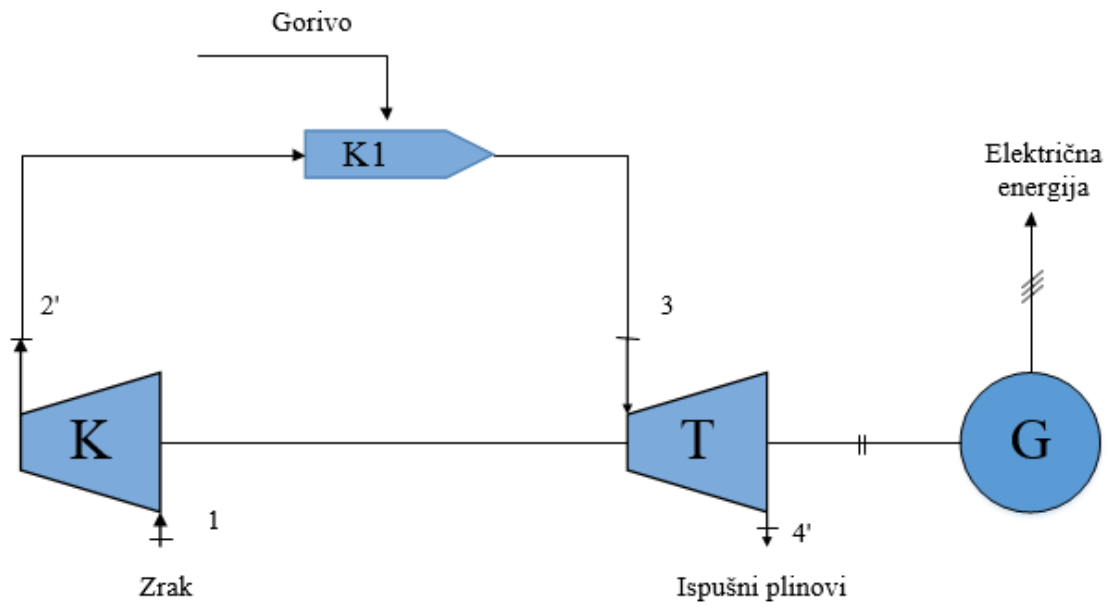 Gorivo
K1
Električna
energija
2'
3
K
T
G
1
4'
Zrak
Ispušni plinovi